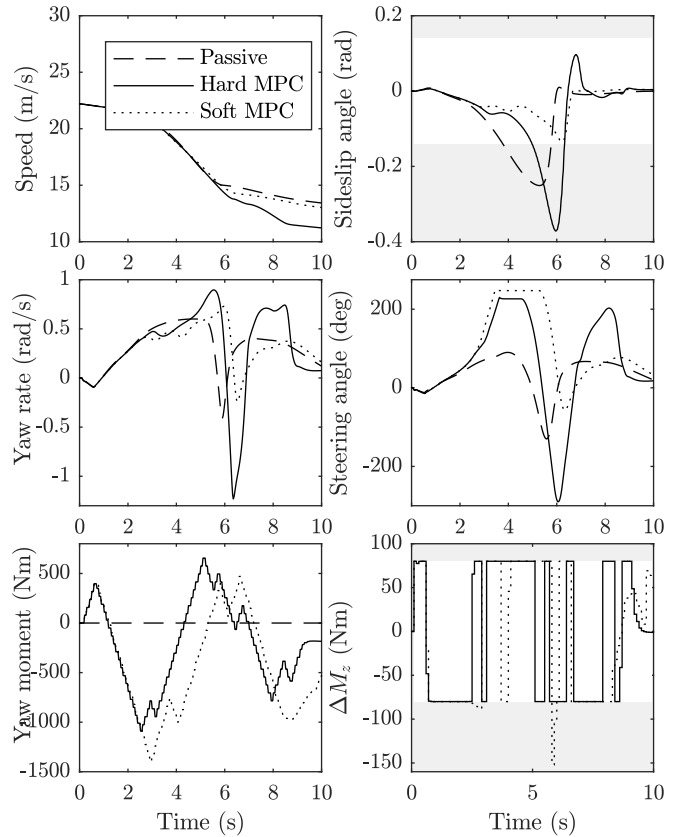 30
25
20
15
10
Speed (m/s)
Passive
Hard MPC
Soft MPC
0 2 4 6 8 10
0.2
0
-0.2
-0.4
Sideslip angle (rad)
0 2 4 6 8 10
1
0.5
0
-0.5
-1
Yaw rate (rad/s)
0 2 4 6 8 10
200
0
-200
Steering angle (deg)
0 2 4 6 8 10
500
0
-500
-1000
-1500
Yaw moment (Nm)
0 2 4 6 8 10
Time (s)
100
50
0
-50
-100
-150
ΔM_z (Nm)
0 5 5 10
Time (s)